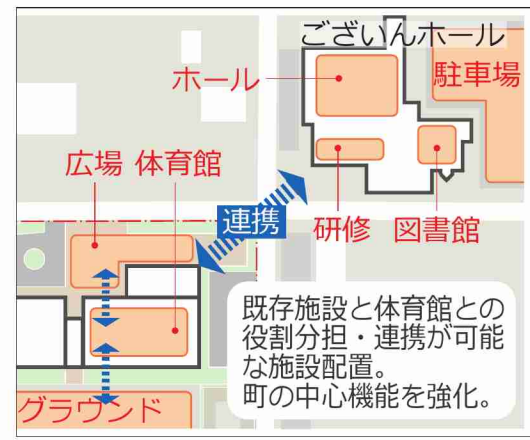 ございんホール
ホール
駐車場
広場
体育館
連携
研修
図書館
既存施設と体育館との
役割分担・連携が可能
な施設配置。
町の中心機能を強化。
グラウンド